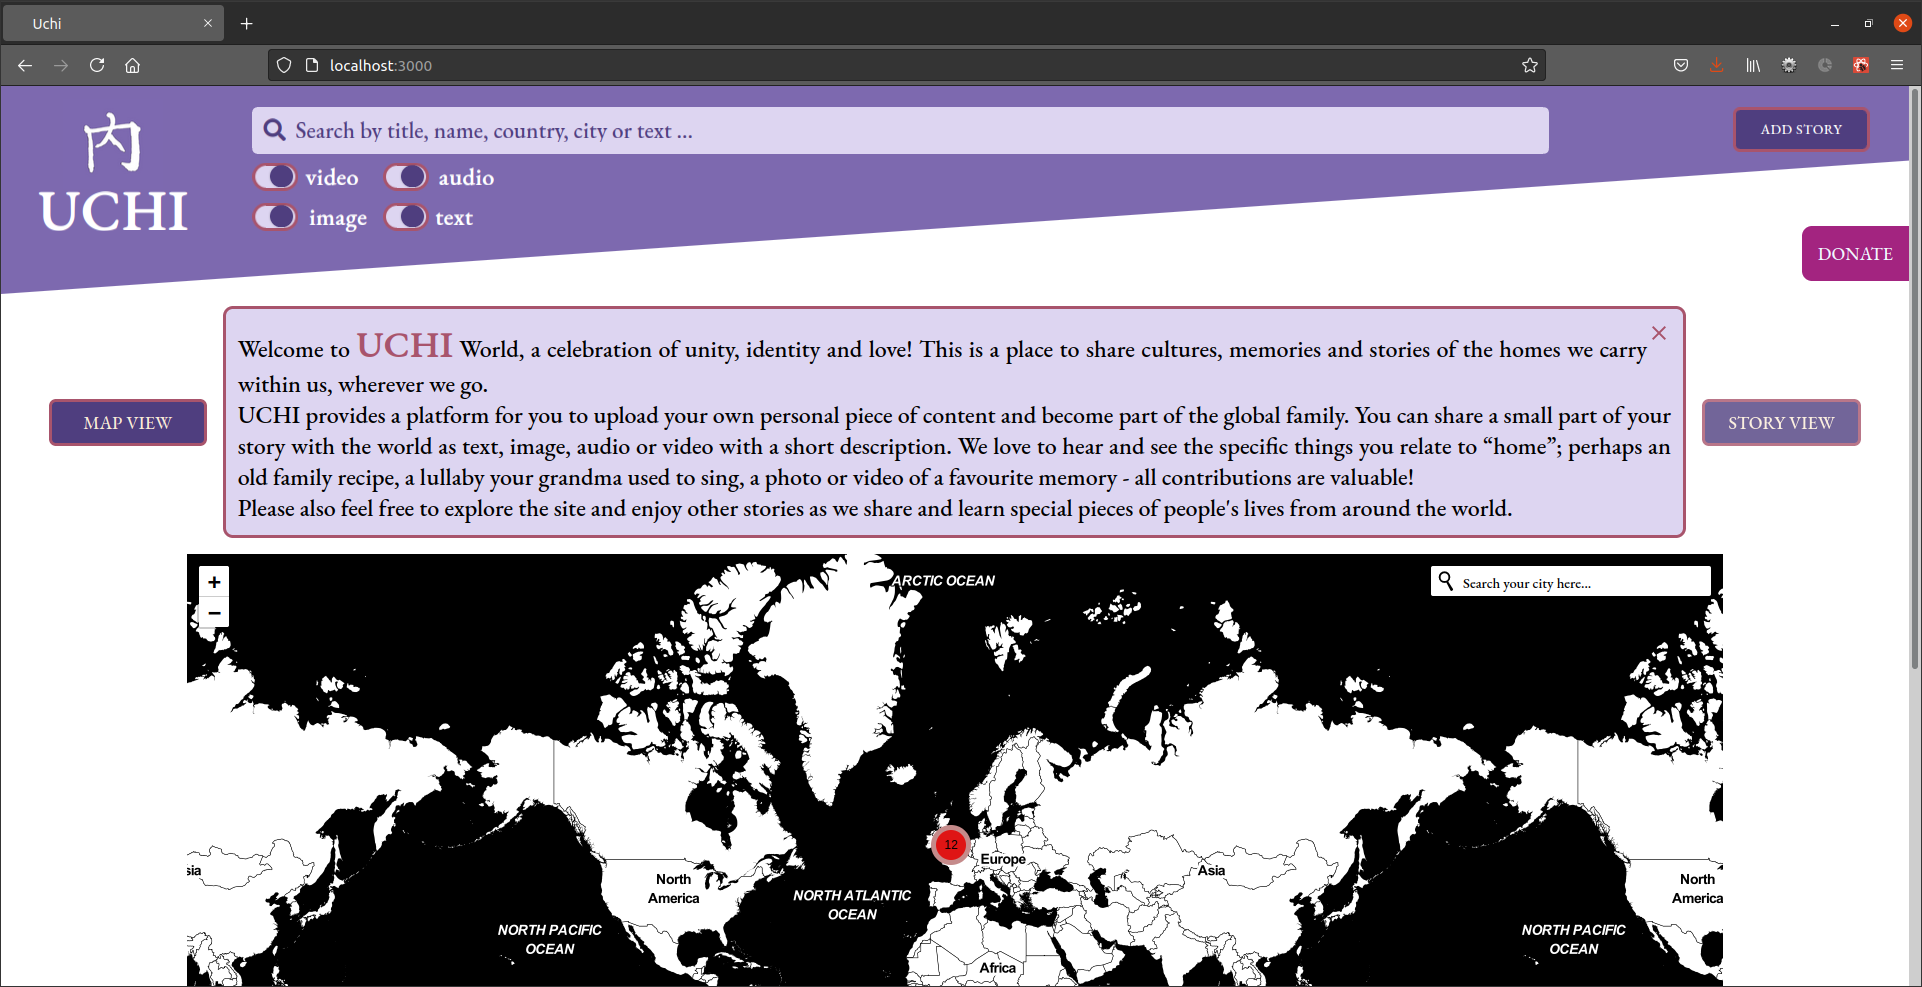 Uchi
localhost:3000
内
UCHI
Search by title, name, country, city or text ...
video
audio
image
text
ADD STORY
DONATE
MAP VIEW
Welcome to UCHI World, a celebration of unity, identity and love! This is a place to share cultures, memories and stories of the homes we carry
within us, wherever we go.
UCHI provides a platform for you to upload your own personal piece of content and become part of the global family. You can share a small part of your
story with the world as text, image, audio or video with a short description. We love to hear and see the specific things you relate to “home”; perhaps an
old family recipe, a lullaby your grandma used to sing, a photo or video of a favourite memory - all contributions are valuable!
Please also feel free to explore the site and enjoy other stories as we share and learn special pieces of people's lives from around the world.
STORY VIEW
+
−
ARCTIC OCEAN
Search your city here...
12
Europe
sia
Asia
North
America
North
America
NORTH ATLANTIC
OCEAN
NORTH PACIFIC
OCEAN
NORTH PACIFIC
OCEAN
Africa